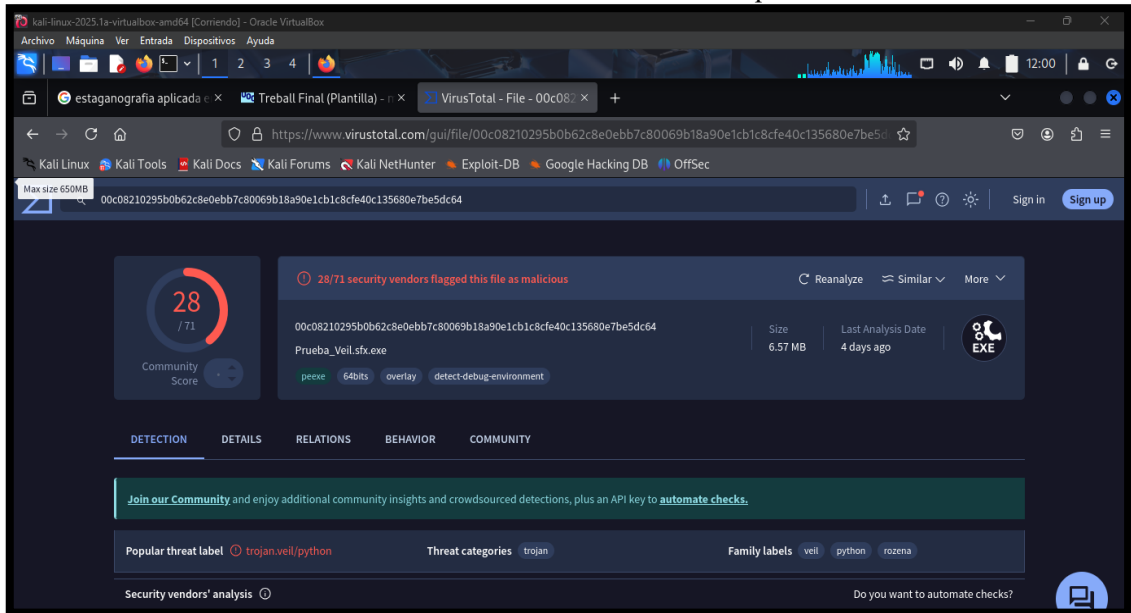 kali-linux-2025.1a-virtualbox-amd64 [Corriendo] - Oracle VirtualBox
Archivo Máquina Ver Entrada Dispositivos Ayuda
1 2 3 4 12:00
estaganografia aplicada e Treball Final (Plantilla) - n VirusTotal - File - 00c082
https://www.virustotal.com/gui/file/00c08210295b0b62c8e0ebb7c80069b18a90e1cb1c8cfe40c135680e7be5d
Kali Linux Kali Tools Kali Docs Kali Forums Kali NetHunter Exploit-DB Google Hacking DB OffSec
Max size 650MB
00c08210295b0b62c8e0ebb7c80069b18a90e1cb1c8cfe40c135680e7be5dc64 Sign in Sign up
28
/ 71
Community
Score
28/71 security vendors flagged this file as malicious Reanalyze Similar More
00c08210295b0b62c8e0ebb7c80069b18a90e1cb1c8cfe40c135680e7be5dc64
Prueba_Veil.sfx.exe
peexe 64bits overlay detect-debug-environment
Size
6.57 MB
Last Analysis Date
4 days ago
EXE
DETECTION DETAILS RELATIONS BEHAVIOR COMMUNITY
Join our Community and enjoy additional community insights and crowdsourced detections, plus an API key to automate checks.
Popular threat label trojan.veil/python Threat categories trojan Family labels veil python rozena
Security vendors' analysis Do you want to automate checks?